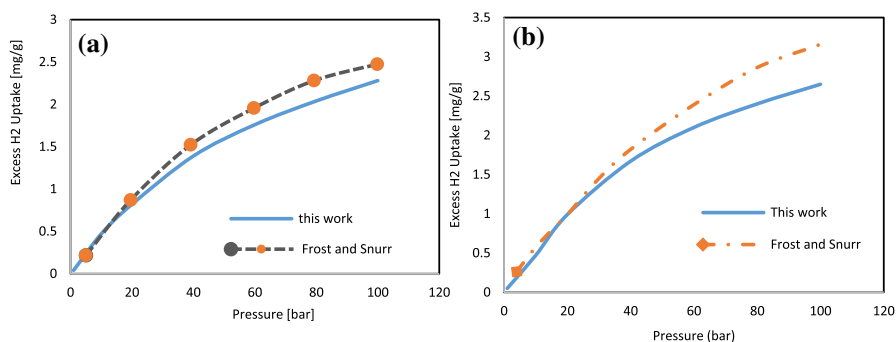 (a)
Excess H2 Uptake [mg/g]
3
2.5
2
1.5
1
0.5
0
0 20 40 60 80 100 120
Pressure [bar]
this work
Frost and Snurr
(b)
Excess H2 Uptake (mg/g]
3.5
3
2.5
2
1.5
1
0.5
0
0 20 40 60 80 100 120
Pressure (bar)
This work
Frost and Snurr